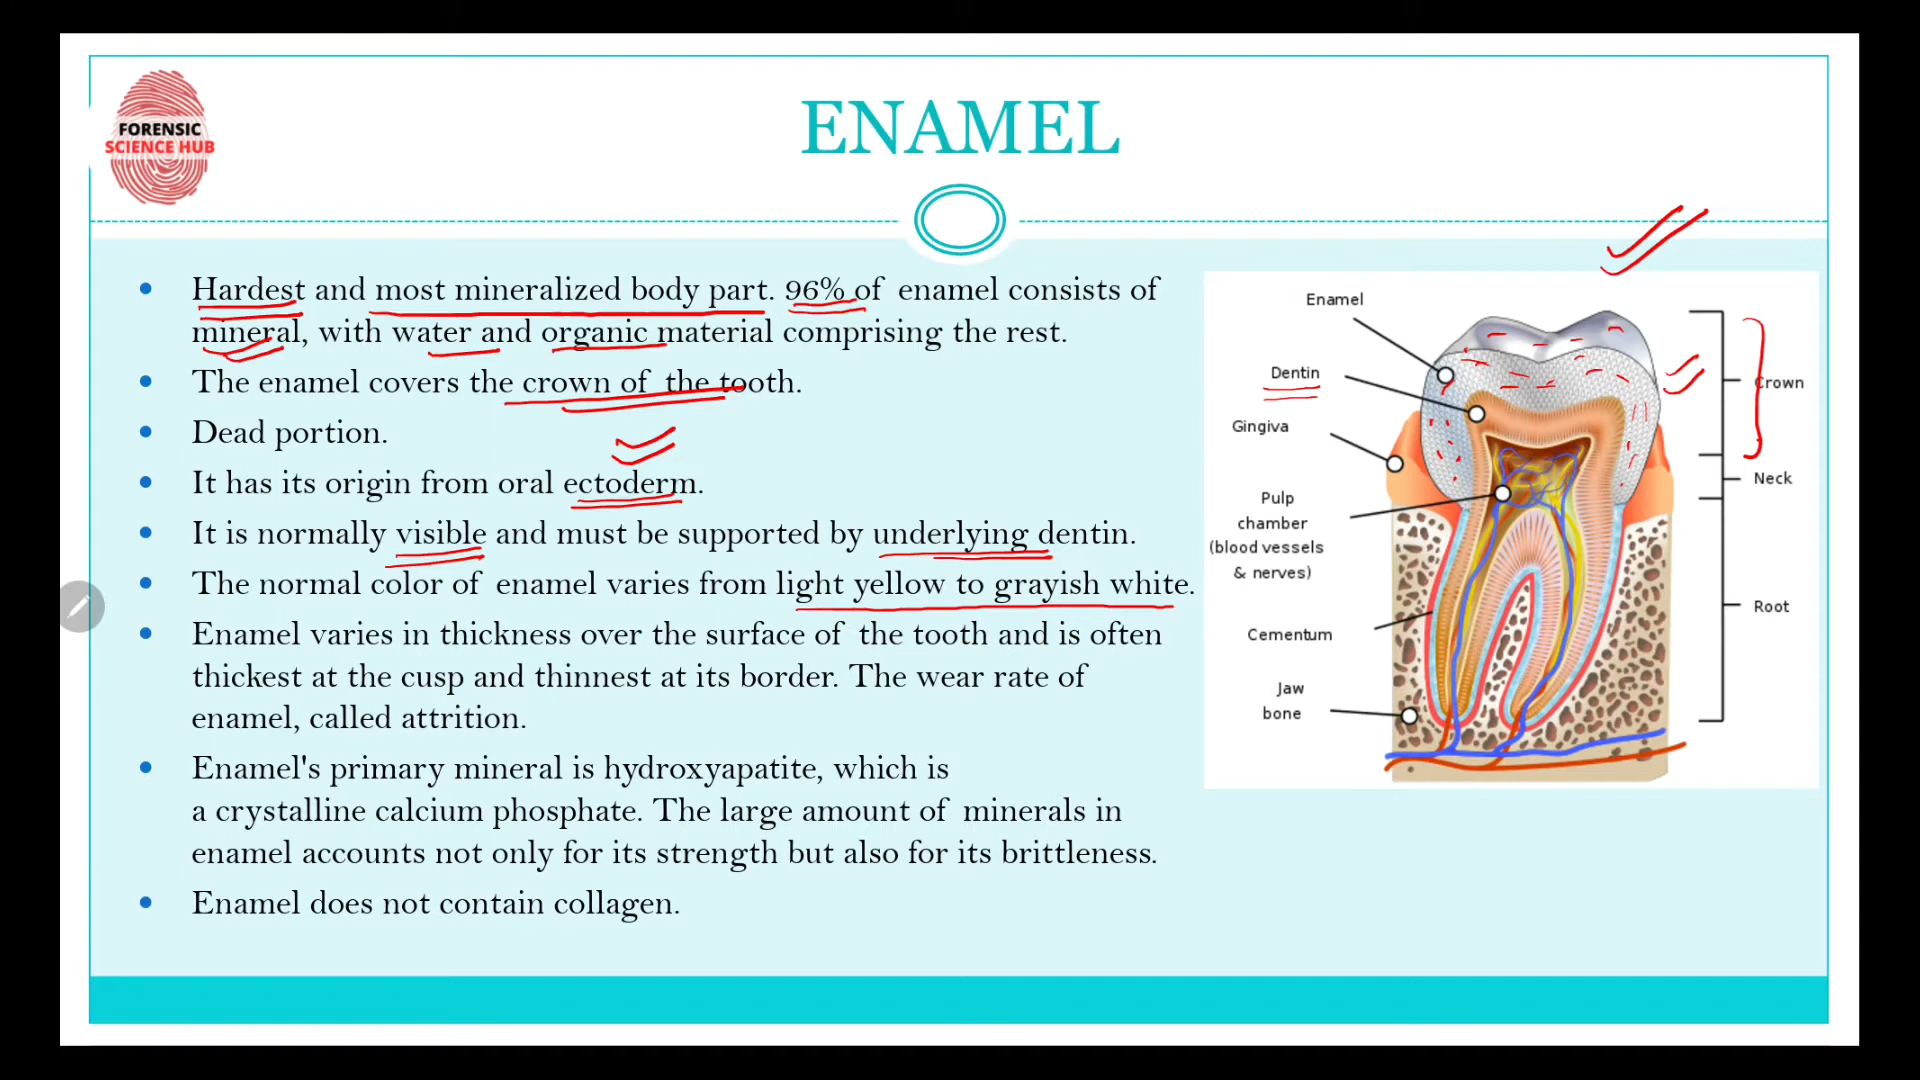 FORENSIC
SCIENCE HUB
ENAMEL
• Hardest and most mineralized body part. 96% of enamel consists of
mineral, with water and organic material comprising the rest.
• The enamel covers the crown of the tooth.
• Dead portion.
• It has its origin from oral ectoderm.
• It is normally visible and must be supported by underlying dentin.
• The normal color of enamel varies from light yellow to grayish white.
• Enamel varies in thickness over the surface of the tooth and is often
thickest at the cusp and thinnest at its border. The wear rate of
enamel, called attrition.
• Enamel's primary mineral is hydroxyapatite, which is
a crystalline calcium phosphate. The large amount of minerals in
enamel accounts not only for its strength but also for its brittleness.
• Enamel does not contain collagen.
Enamel
Dentin
Gingiva
Pulp
chamber
(blood vessels
& nerves)
Cementum
Jaw
bone
Crown
Neck
Root